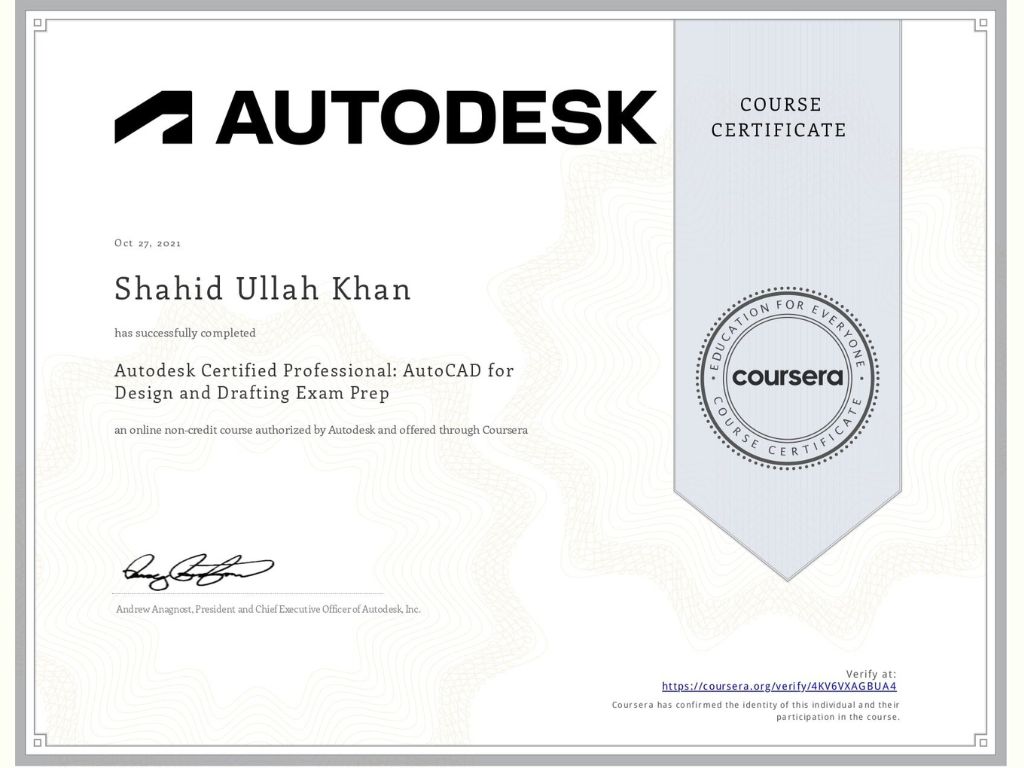 AUTODESK
COURSE
CERTIFICATE
Oct 27, 2021
Shahid Ullah Khan
has successfully completed
Autodesk Certified Professional: AutoCAD for
Design and Drafting Exam Prep
an online non-credit course authorized by Autodesk and offered through Coursera
EDUCATION FOR EVERYONE
coursera
COURSE CERTIFICATE
Andrew Anagnost, President and Chief Executive Officer of Autodesk, Inc.
Verify at:
https://coursera.org/verify/4KV6VXAGBUA4
Coursera has confirmed the identity of this individual and their
participation in the course.